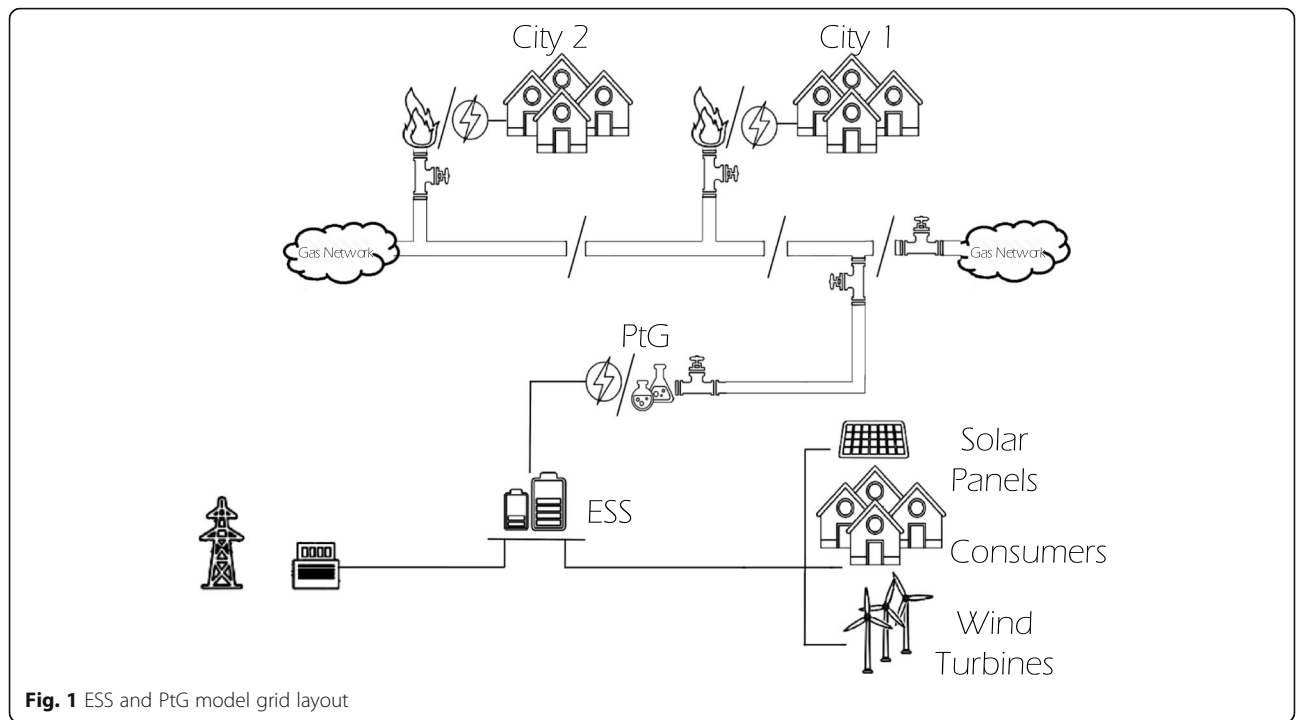 City 2
City 1
Gas Network
Gas Network
PtG
ESS
Solar
Panels
Consumers
Wind
Turbines
Fig. 1 ESS and PtG model grid layout